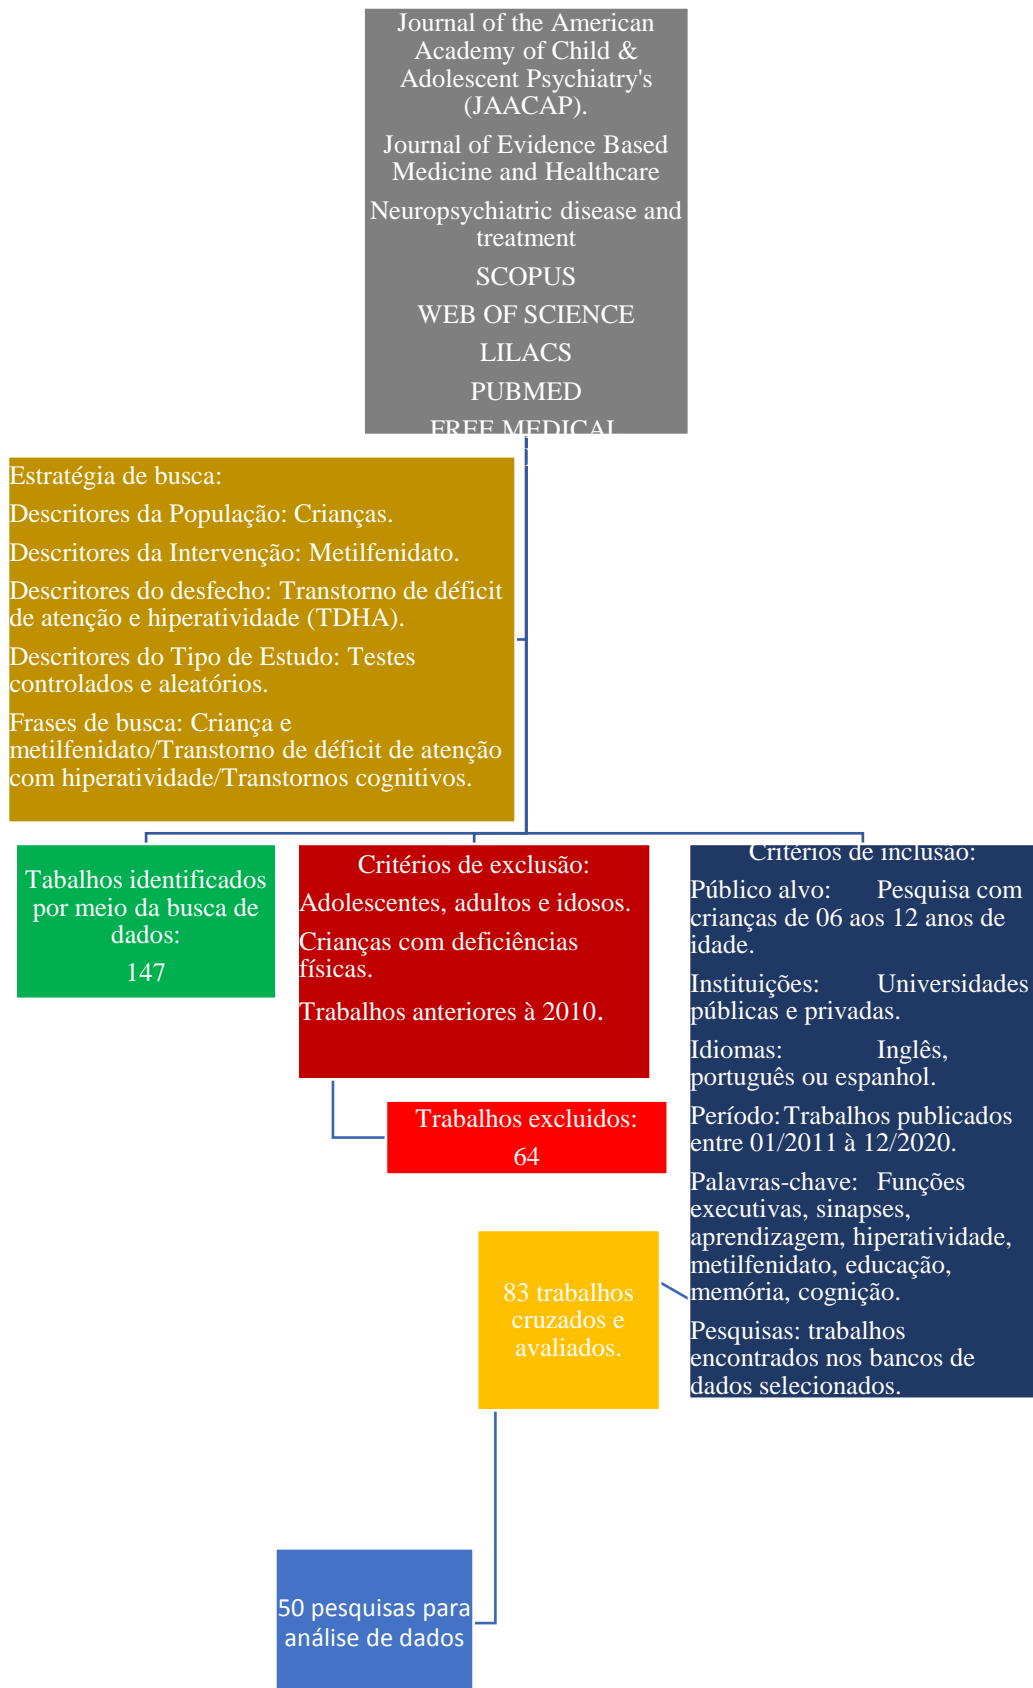 Journal of the American
Academy of Child &
Adolescent Psychiatry's
(JAACAP).
Journal of Evidence Based
Medicine and Healthcare
Neuropsychiatric disease and
treatment
SCOPUS
WEB OF SCIENCE
LILACS
PUBMED
FREE MEDICAL
Estratégia de busca:
Descritores da População: Crianças.
Descritores da Intervenção: Metilfenidato.
Descritores do desfecho: Transtorno de déficit
de atenção e hiperatividade (TDHA).
Descritores do Tipo de Estudo: Testes
controlados e aleatórios.
Frases de busca: Criança e
metilfenidato/Transtorno de déficit de atenção
com hiperatividade/Transtornos cognitivos.
Tabalhos identificados
por meio da busca de
dados:
147
Critérios de exclusão:
Adolescentes, adultos e idosos.
Crianças com deficiências
físicas.
Trabalhos anteriores à 2010.
Trabalhos excluidos:
64
Critérios de inclusão:
Público alvo: Pesquisa com
crianças de 06 aos 12 anos de
idade.
Instituições: Universidades
públicas e privadas.
Idiomas: Inglês,
português ou espanhol.
Período: Trabalhos publicados
entre 01/2011 à 12/2020.
Palavras-chave: Funções
executivas, sinapses,
aprendizagem, hiperatividade,
metilfenidato, educação,
memória, cognição.
Pesquisas: trabalhos
encontrados nos bancos de
dados selecionados.
83 trabalhos
cruzados e
avaliados.
50 pesquisas para
análise de dados